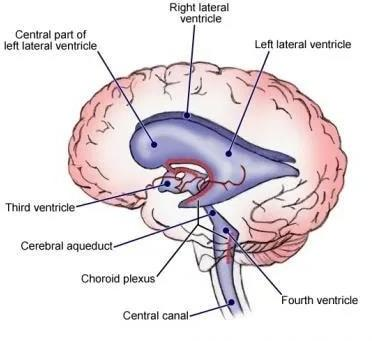 Right lateral
ventricle
Central part of
left lateral ventricle
Left lateral ventricle
Third ventricle
Cerebral aqueduct
Choroid plexus
Fourth ventricle
Central canal